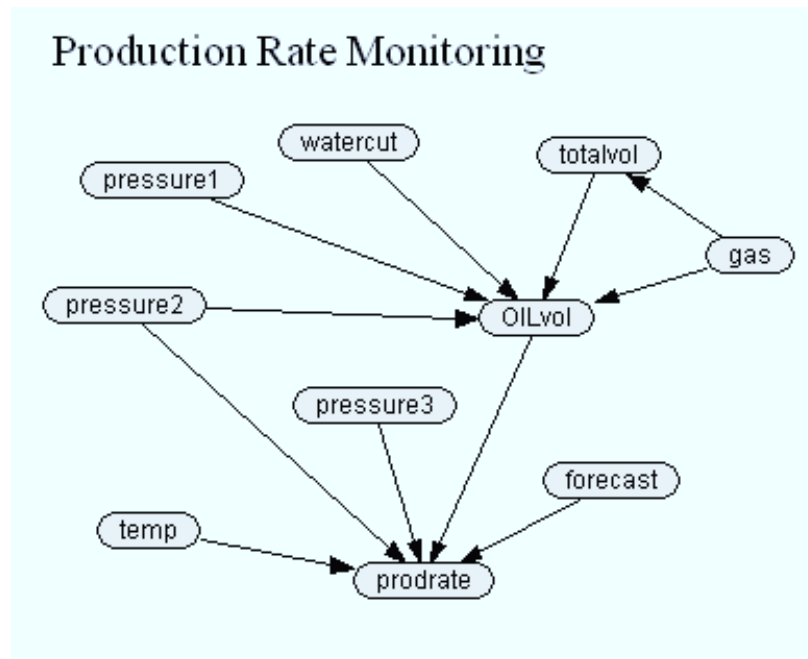 Production Rate Monitoring
watercut
totalvol
pressure1
gas
pressure2
OILvol
pressure3
forecast
temp
prodrate